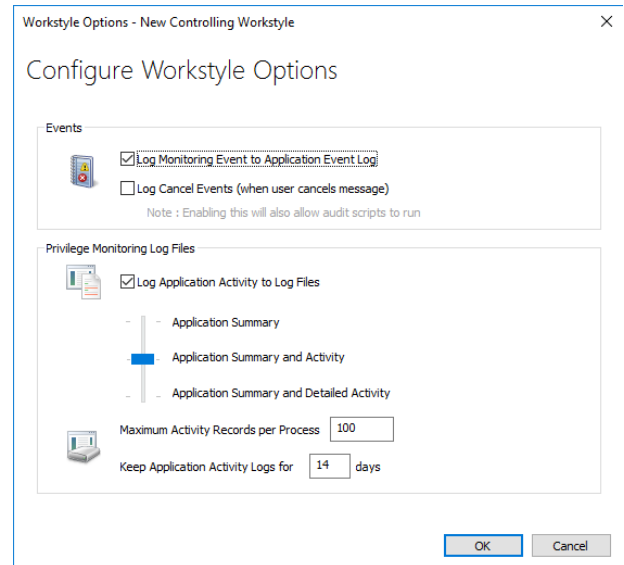 Workstyle Options - New Controlling Workstyle
Configure Workstyle Options
Events
Log Monitoring Event to Application Event Log
Log Cancel Events (when user cancels message)
Note : Enabling this will also allow audit scripts to run
Privilege Monitoring Log Files
Log Application Activity to Log Files
Application Summary
Application Summary and Activity
Application Summary and Detailed Activity
Maximum Activity Records per Process 100
Keep Application Activity Logs for 14 days
OK Cancel